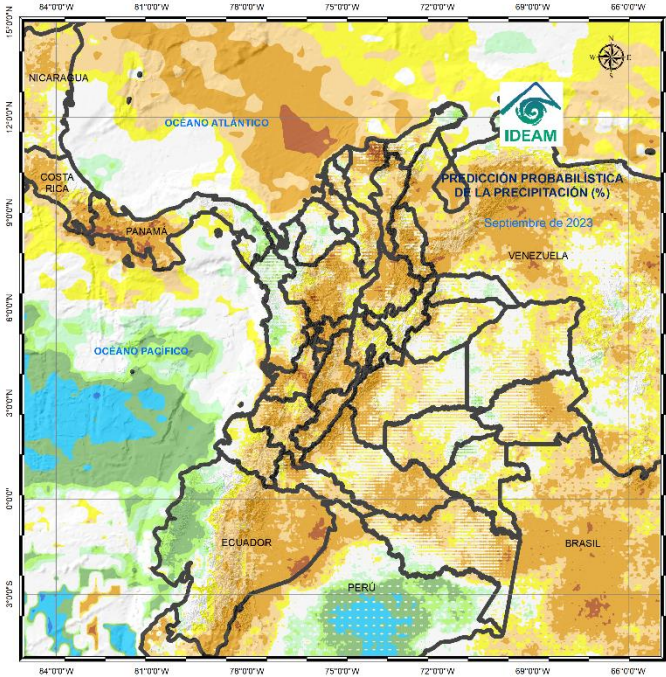 84°0'0"W 81°0'0"W 78°0'0"W 75°0'0"W 72°0'0"W 69°0'0"W 66°0'0"W
15°0'0"N
N
W E
S
NICARAGUA
12°0'0"N
OCÉANO ATLÁNTICO
IDEAM
COSTA
RICA
PREDICCIÓN PROBABILÍSTICA
DE LA PRECIPITACIÓN (%)
9°0'0"N
Septiembre de 2023
PANAMÁ
VENEZUELA
6°0'0"N
OCÉANO PACÍFICO
3°0'0"N
0°0'0"
ECUADOR
BRASIL
PERÚ
3°0'0"S
84°0'0"W 81°0'0"W 78°0'0"W 75°0'0"W 72°0'0"W 69°0'0"W 66°0'0"W